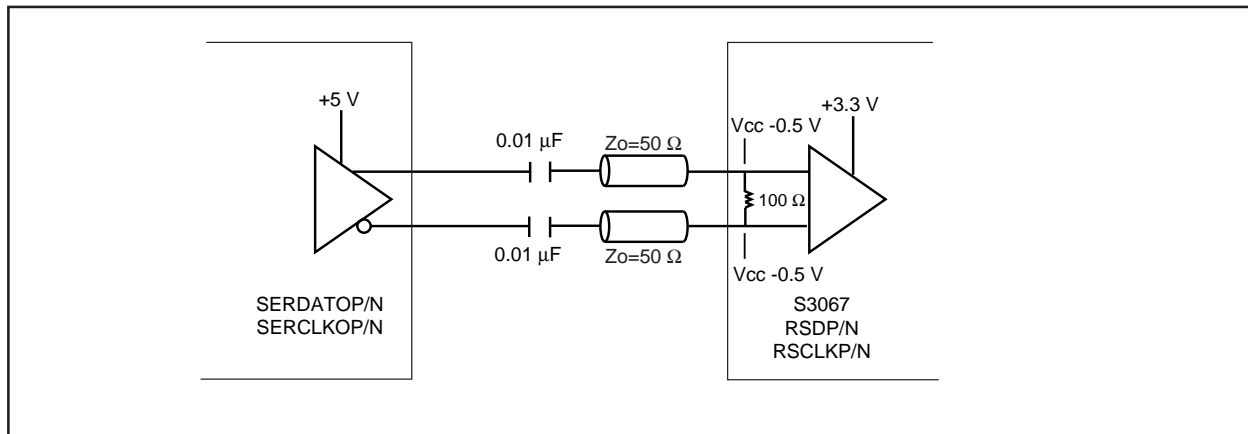 +5 V
0.01 µF
Zo=50 Ω
Vcc -0.5 V
+3.3 V
100 Ω
0.01 µF
Zo=50 Ω
Vcc -0.5 V
SERDATOP/N
SERCLKOP/N
S3067
RSDP/N
RSCLKP/N